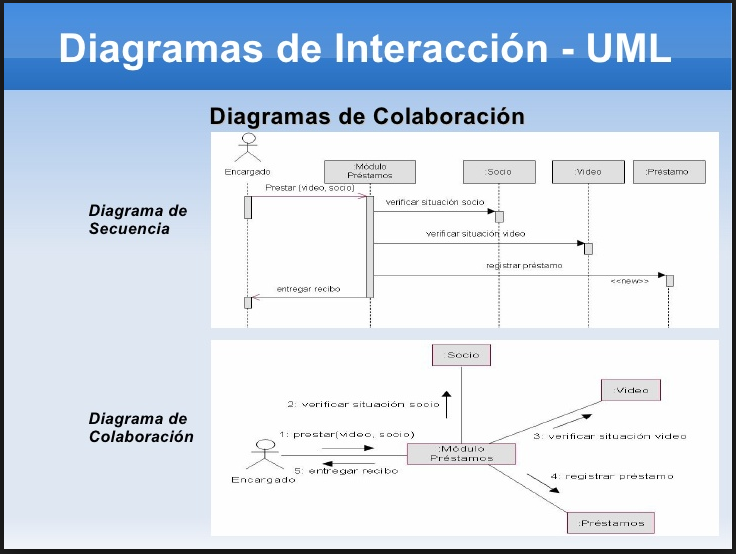 Diagramas de Interacción - UML
Diagramas de Colaboración
Diagrama de
Secuencia
Encargado
:Módulo
Préstamos
:Socio
:Video
:Préstamo
Prestar (video, socio)
verificar situación socio
verificar situación video
registrar préstamo
<<new>>
entregar recibo
Diagrama de
Colaboración
:Socio
:Video
2: verificar situación socio
1: prestar(video, socio)
3: verificar situación video
:Módulo
Préstamos
5: entregar recibo
Encargado
4: registrar préstamo
:Préstamos